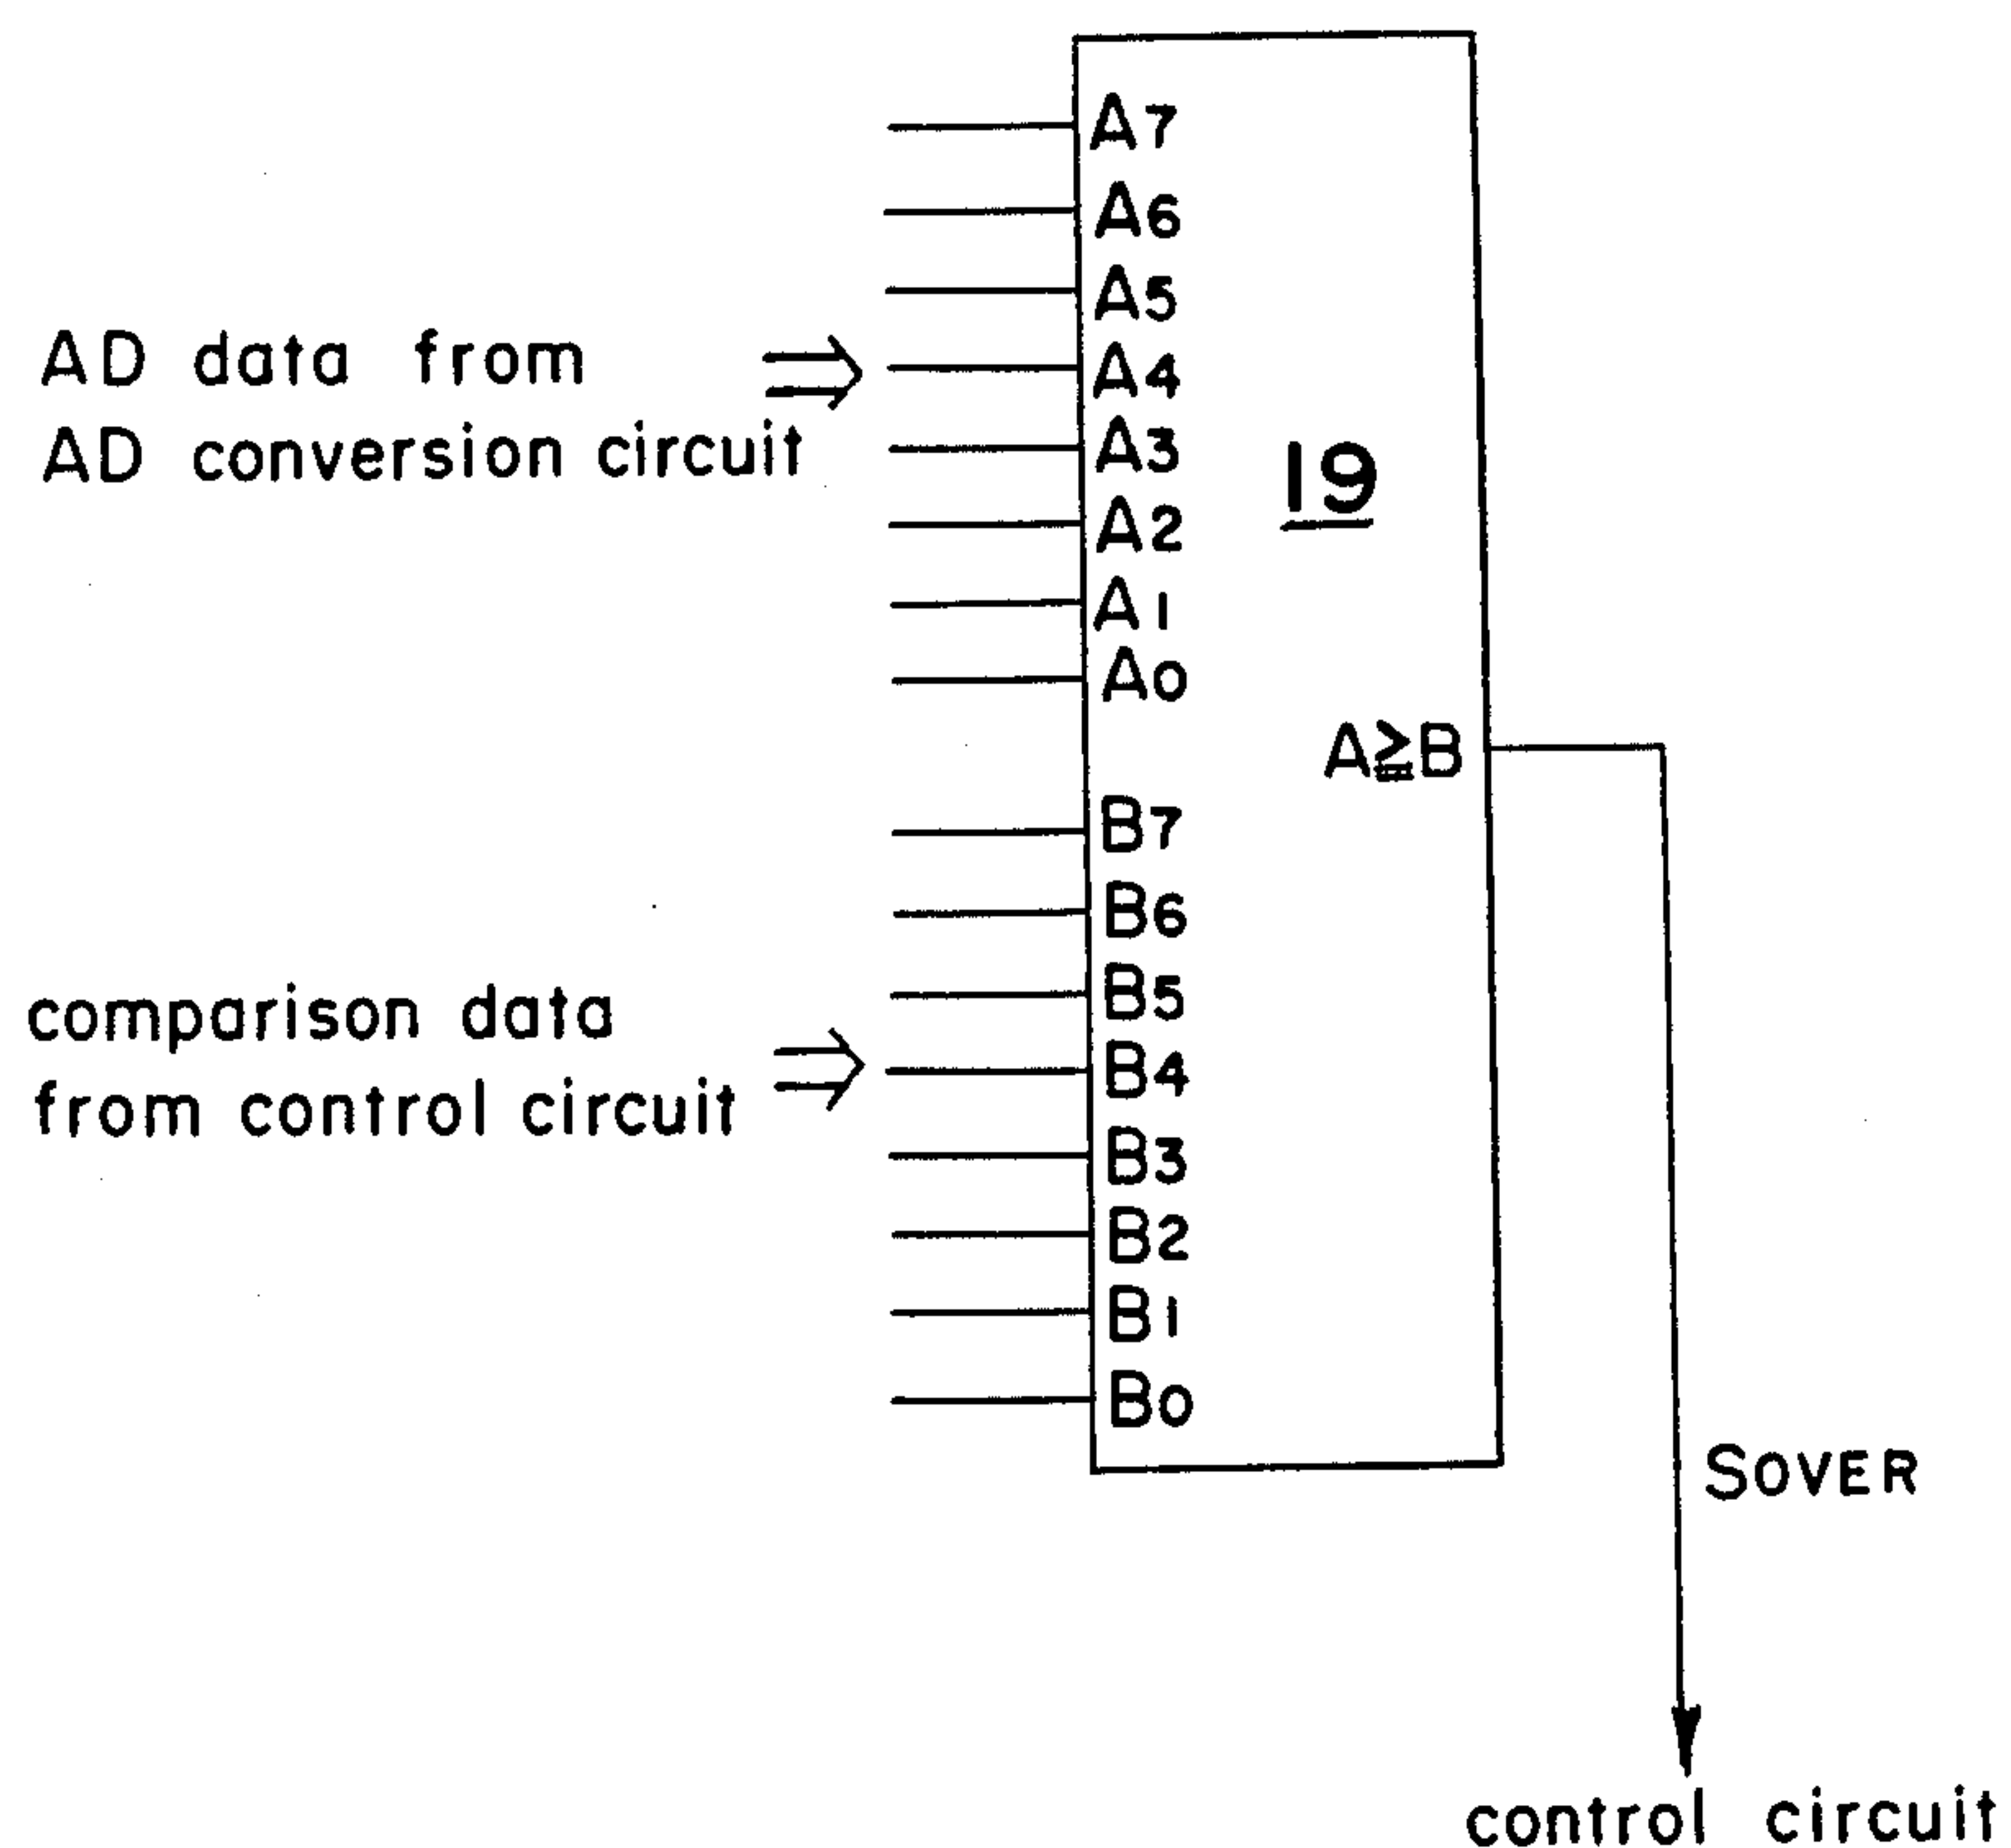 A7
A6
A5
AD data from
A4
AD conversion circuit
A3
19
A2
A1
A0
A≧B
B7
B6
B5
comparison data
B4
from control circuit
B3
B2
B1
B0
SOVER
control circuit